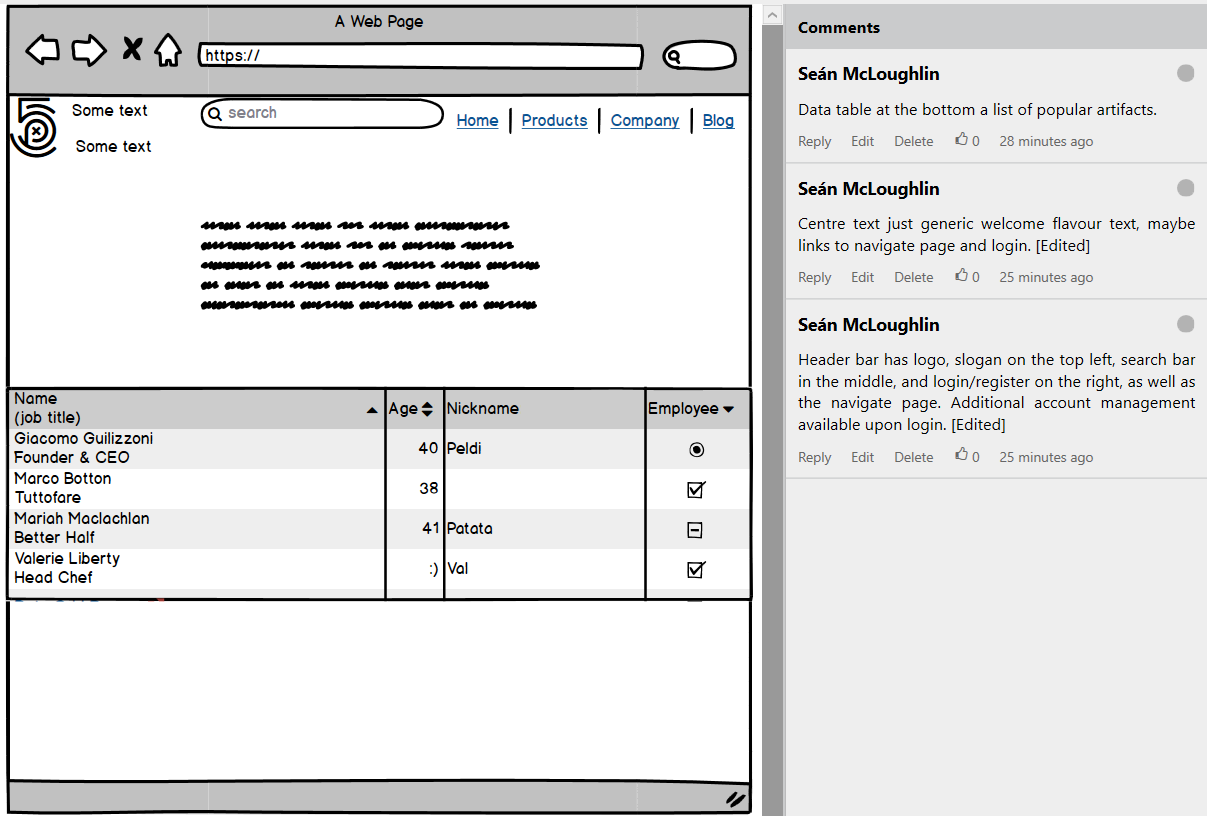 A Web Page
https://
Some text
Some text
search
Home
Products
Company
Blog
Name
(job title)
Age
Nickname
Employee
Giacomo Guilizzoni
Founder & CEO
40
Peldi
Marco Botton
Tuttofare
38
Mariah Maclachlan
Better Half
41
Patata
Valerie Liberty
Head Chef
:)
Val
Comments
Seán McLoughlin
Data table at the bottom a list of popular artifacts.
Reply Edit Delete 0 28 minutes ago
Seán McLoughlin
Centre text just generic welcome flavour text, maybe
links to navigate page and login. [Edited]
Reply Edit Delete 0 25 minutes ago
Seán McLoughlin
Header bar has logo, slogan on the top left, search bar
in the middle, and login/register on the right, as well as
the navigate page. Additional account management
available upon login. [Edited]
Reply Edit Delete 0 25 minutes ago